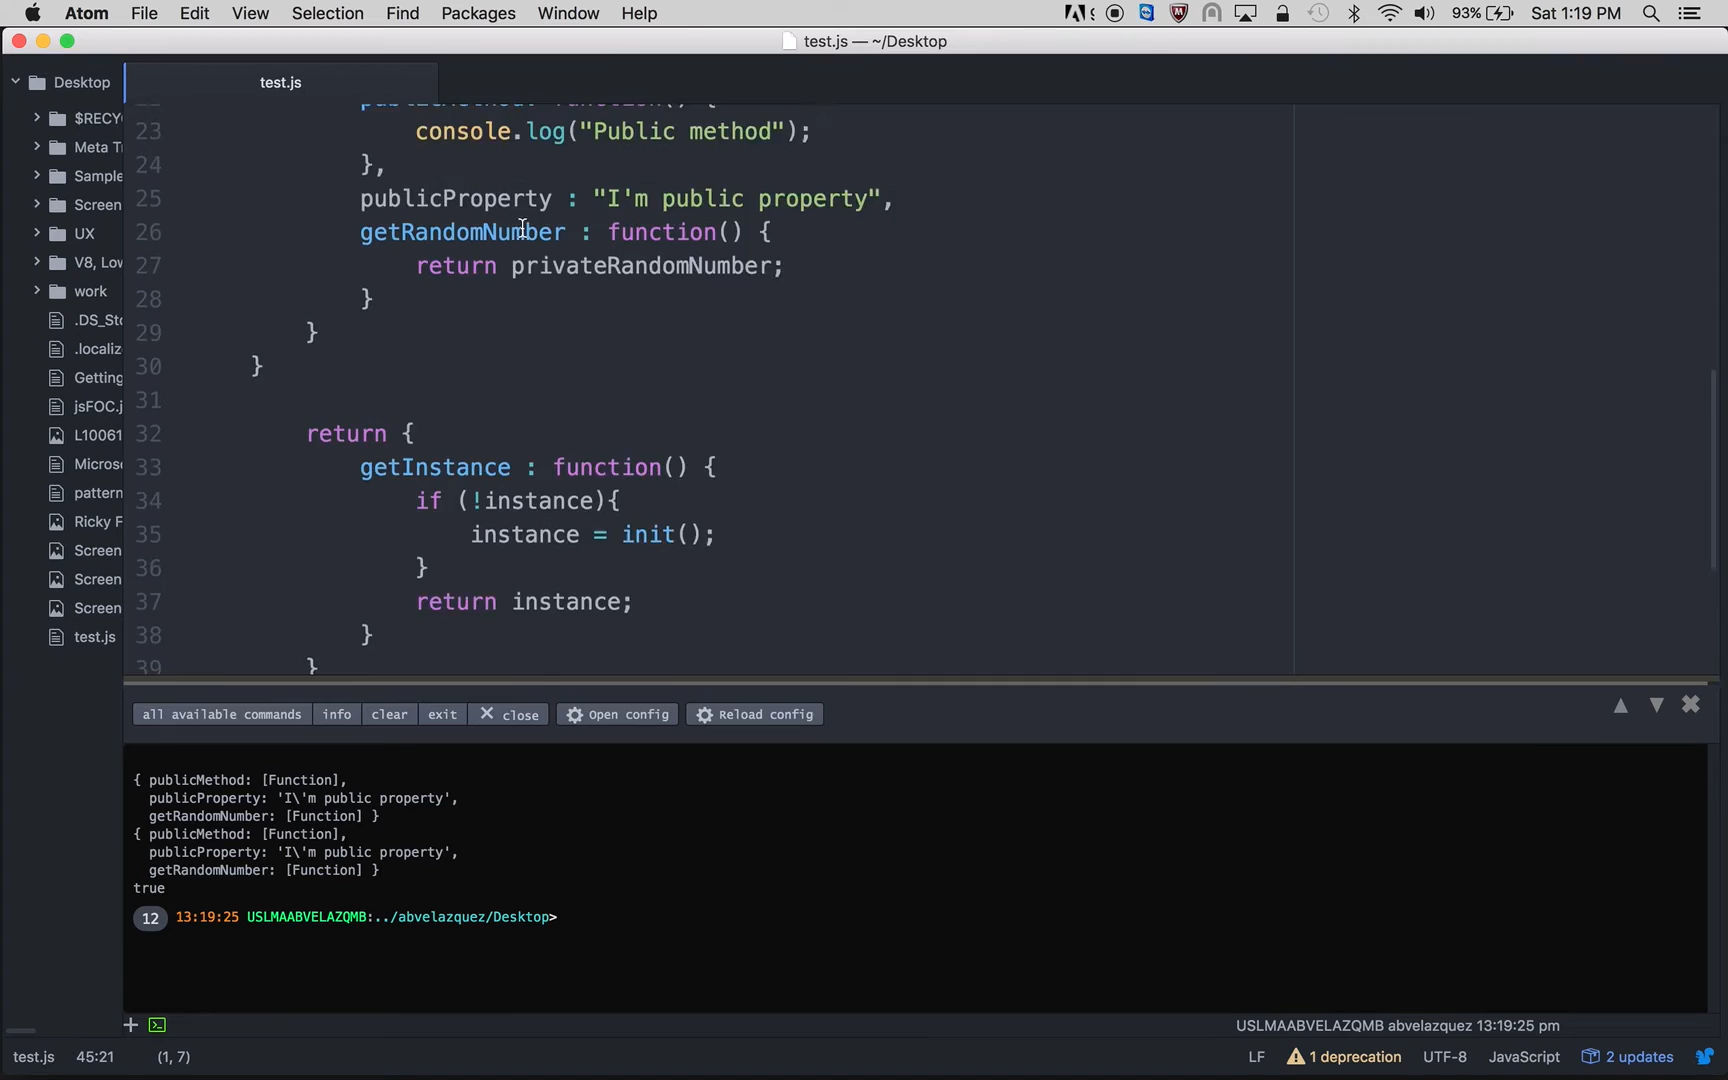 Atom File Edit View Selection Find Packages Window Help 93% Sat 1:19 PM
test.js — ~/Desktop
Desktop
$RECY
Meta Tr
Sample
Screen
UX
V8, Low
work
.DS_Sto
.localiz
Getting
jsFOC.j
L10061
Microso
pattern
Ricky F
Screen
Screen
Screen
test.js
test.js
23 console.log("Public method");
24 },
25 publicProperty : "I'm public property",
26 getRandomNumber : function() {
27 return privateRandomNumber;
28 }
29 }
30 }
31
32 return {
33 getInstance : function() {
34 if (!instance){
35 instance = init();
36 }
37 return instance;
38 }
39 }
all available commands info clear exit close Open config Reload config
{ publicMethod: [Function],
publicProperty: 'I\'m public property',
getRandomNumber: [Function] }
{ publicMethod: [Function],
publicProperty: 'I\'m public property',
getRandomNumber: [Function] }
true
12 13:19:25 USLMAABVELAZQMB:../abvelazquez/Desktop>
USLMAABVELAZQMB abvelazquez 13:19:25 pm
test.js 45:21 (1, 7) LF 1 deprecation UTF-8 JavaScript 2 updates